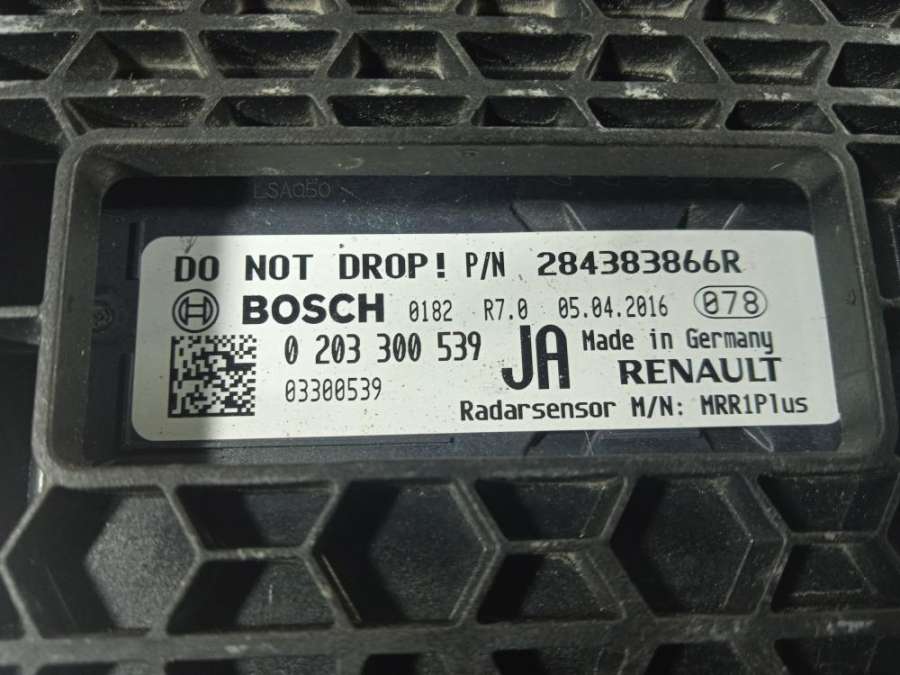 LSA050
DO NOT DROP! P/N 284383866R
BOSCH 0182 R7.0 05.04.2016 078
0 203 300 539 JA Made in Germany
03300539 RENAULT
Radarsensor M/N: MRR1Plus